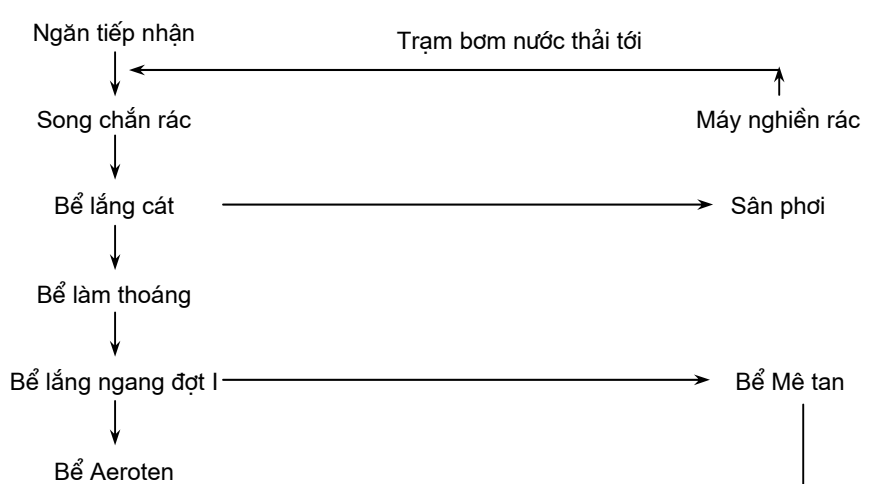 Ngăn tiếp nhận
Trạm bơm nước thải tới
Song chắn rác
Máy nghiền rác
Bể lắng cát
Sân phơi
Bể làm thoáng
Bể lắng ngang đợt I
Bể Mê tan
Bể Aeroten